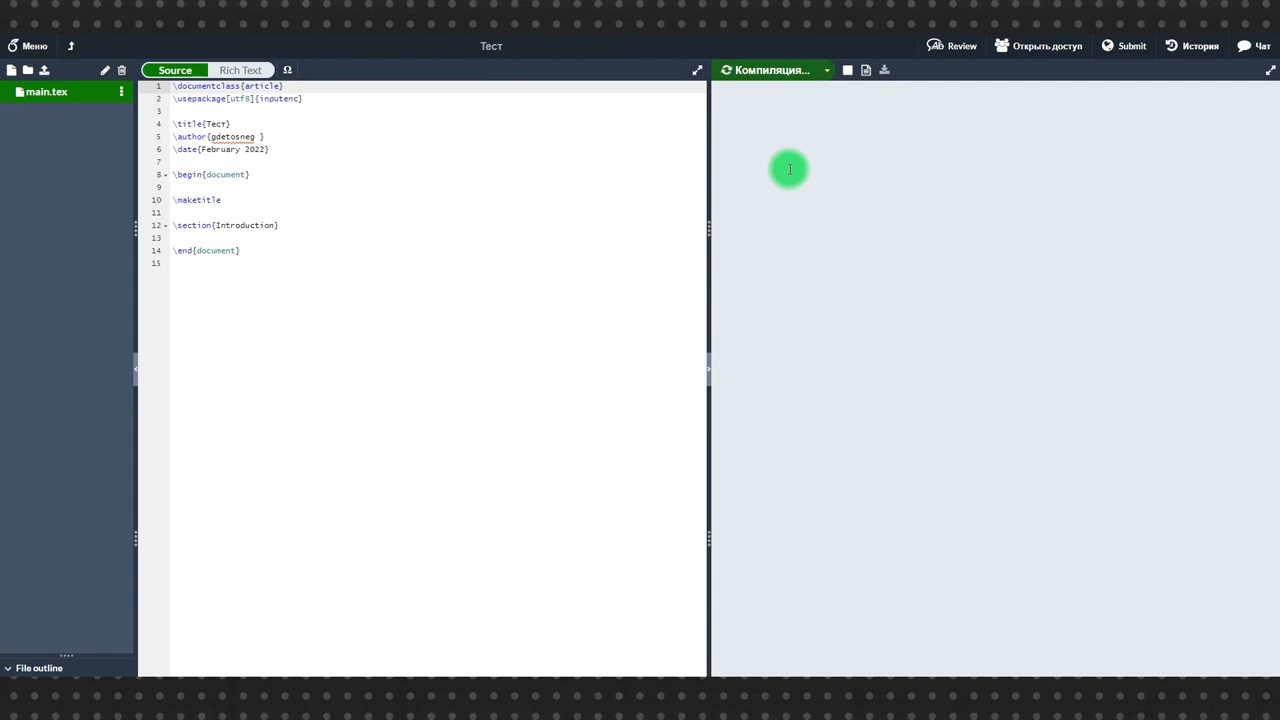 Меню
Тест
Review
Открыть доступ
Submit
История
Чат
Source
Rich Text
Ω
Компиляция...
main.tex
1 \documentclass{article}
2 \usepackage[utf8]{inputenc}
3
4 \title{Тест}
5 \author{gdetosneg }
6 \date{February 2022}
7
8 \begin{document}
9
10 \maketitle
11
12 \section{Introduction}
13
14 \end{document}
15
File outline